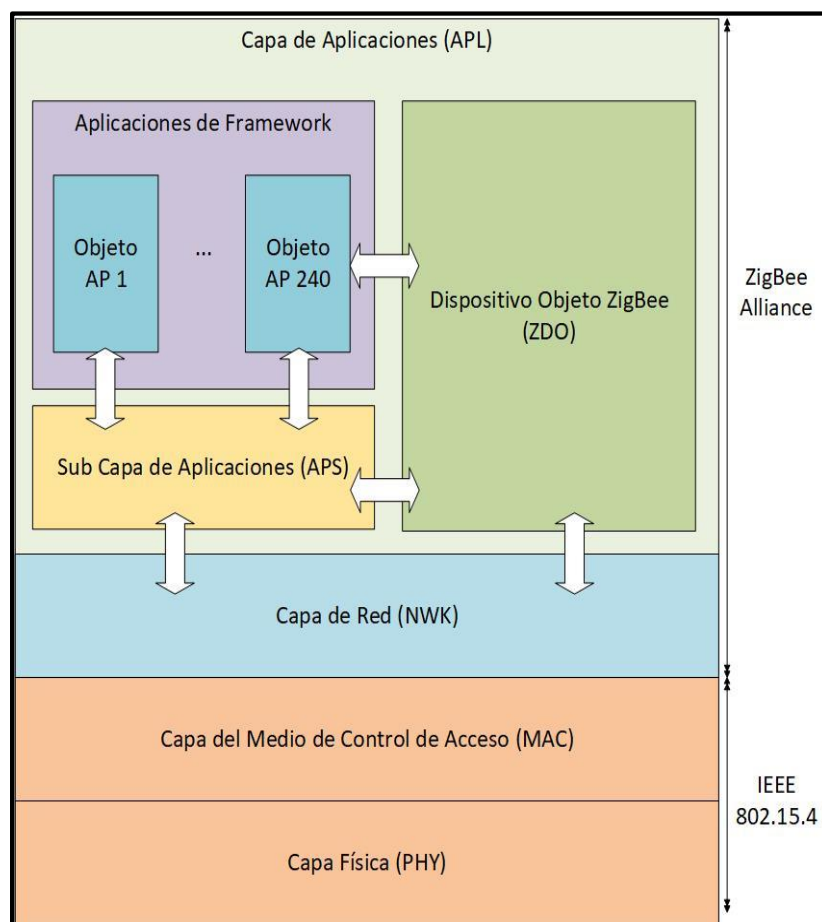 Capa de Aplicaciones (APL)
Aplicaciones de Framework
Objeto
AP 1
...
Objeto
AP 240
Dispositivo Objeto ZigBee
(ZDO)
Sub Capa de Aplicaciones (APS)
Capa de Red (NWK)
Capa del Medio de Control de Acceso (MAC)
Capa Física (PHY)
ZigBee
Alliance
IEEE
802.15.4